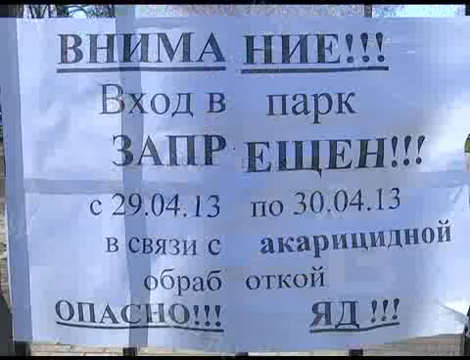 ВНИМАНИЕ!!!
Вход в парк
ЗАПРЕЩЕН!!!
с 29.04.13 по 30.04.13
в связи с акарицидной
обработкой
ОПАСНО!!! ЯД !!!